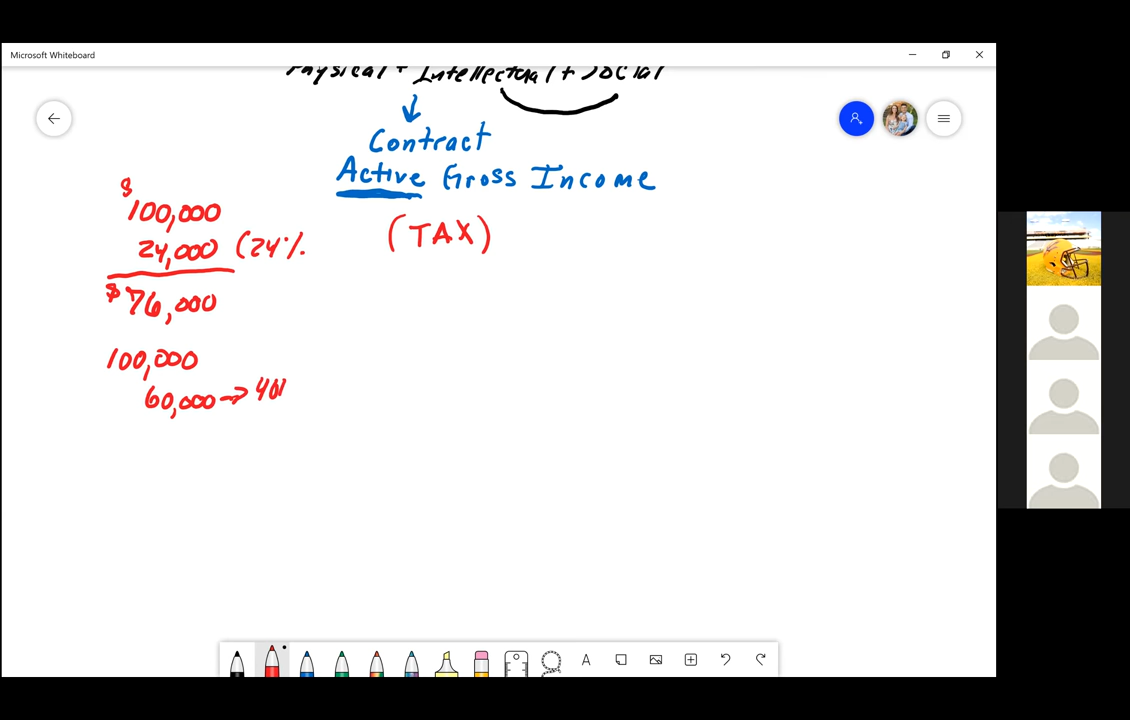 Microsoft Whiteboard
Physical + Intellectual + Social
Contract
Active Gross Income
(TAX)
$
100,000
24,000 (24%
$76,000
100,000
60,000 → 401
A